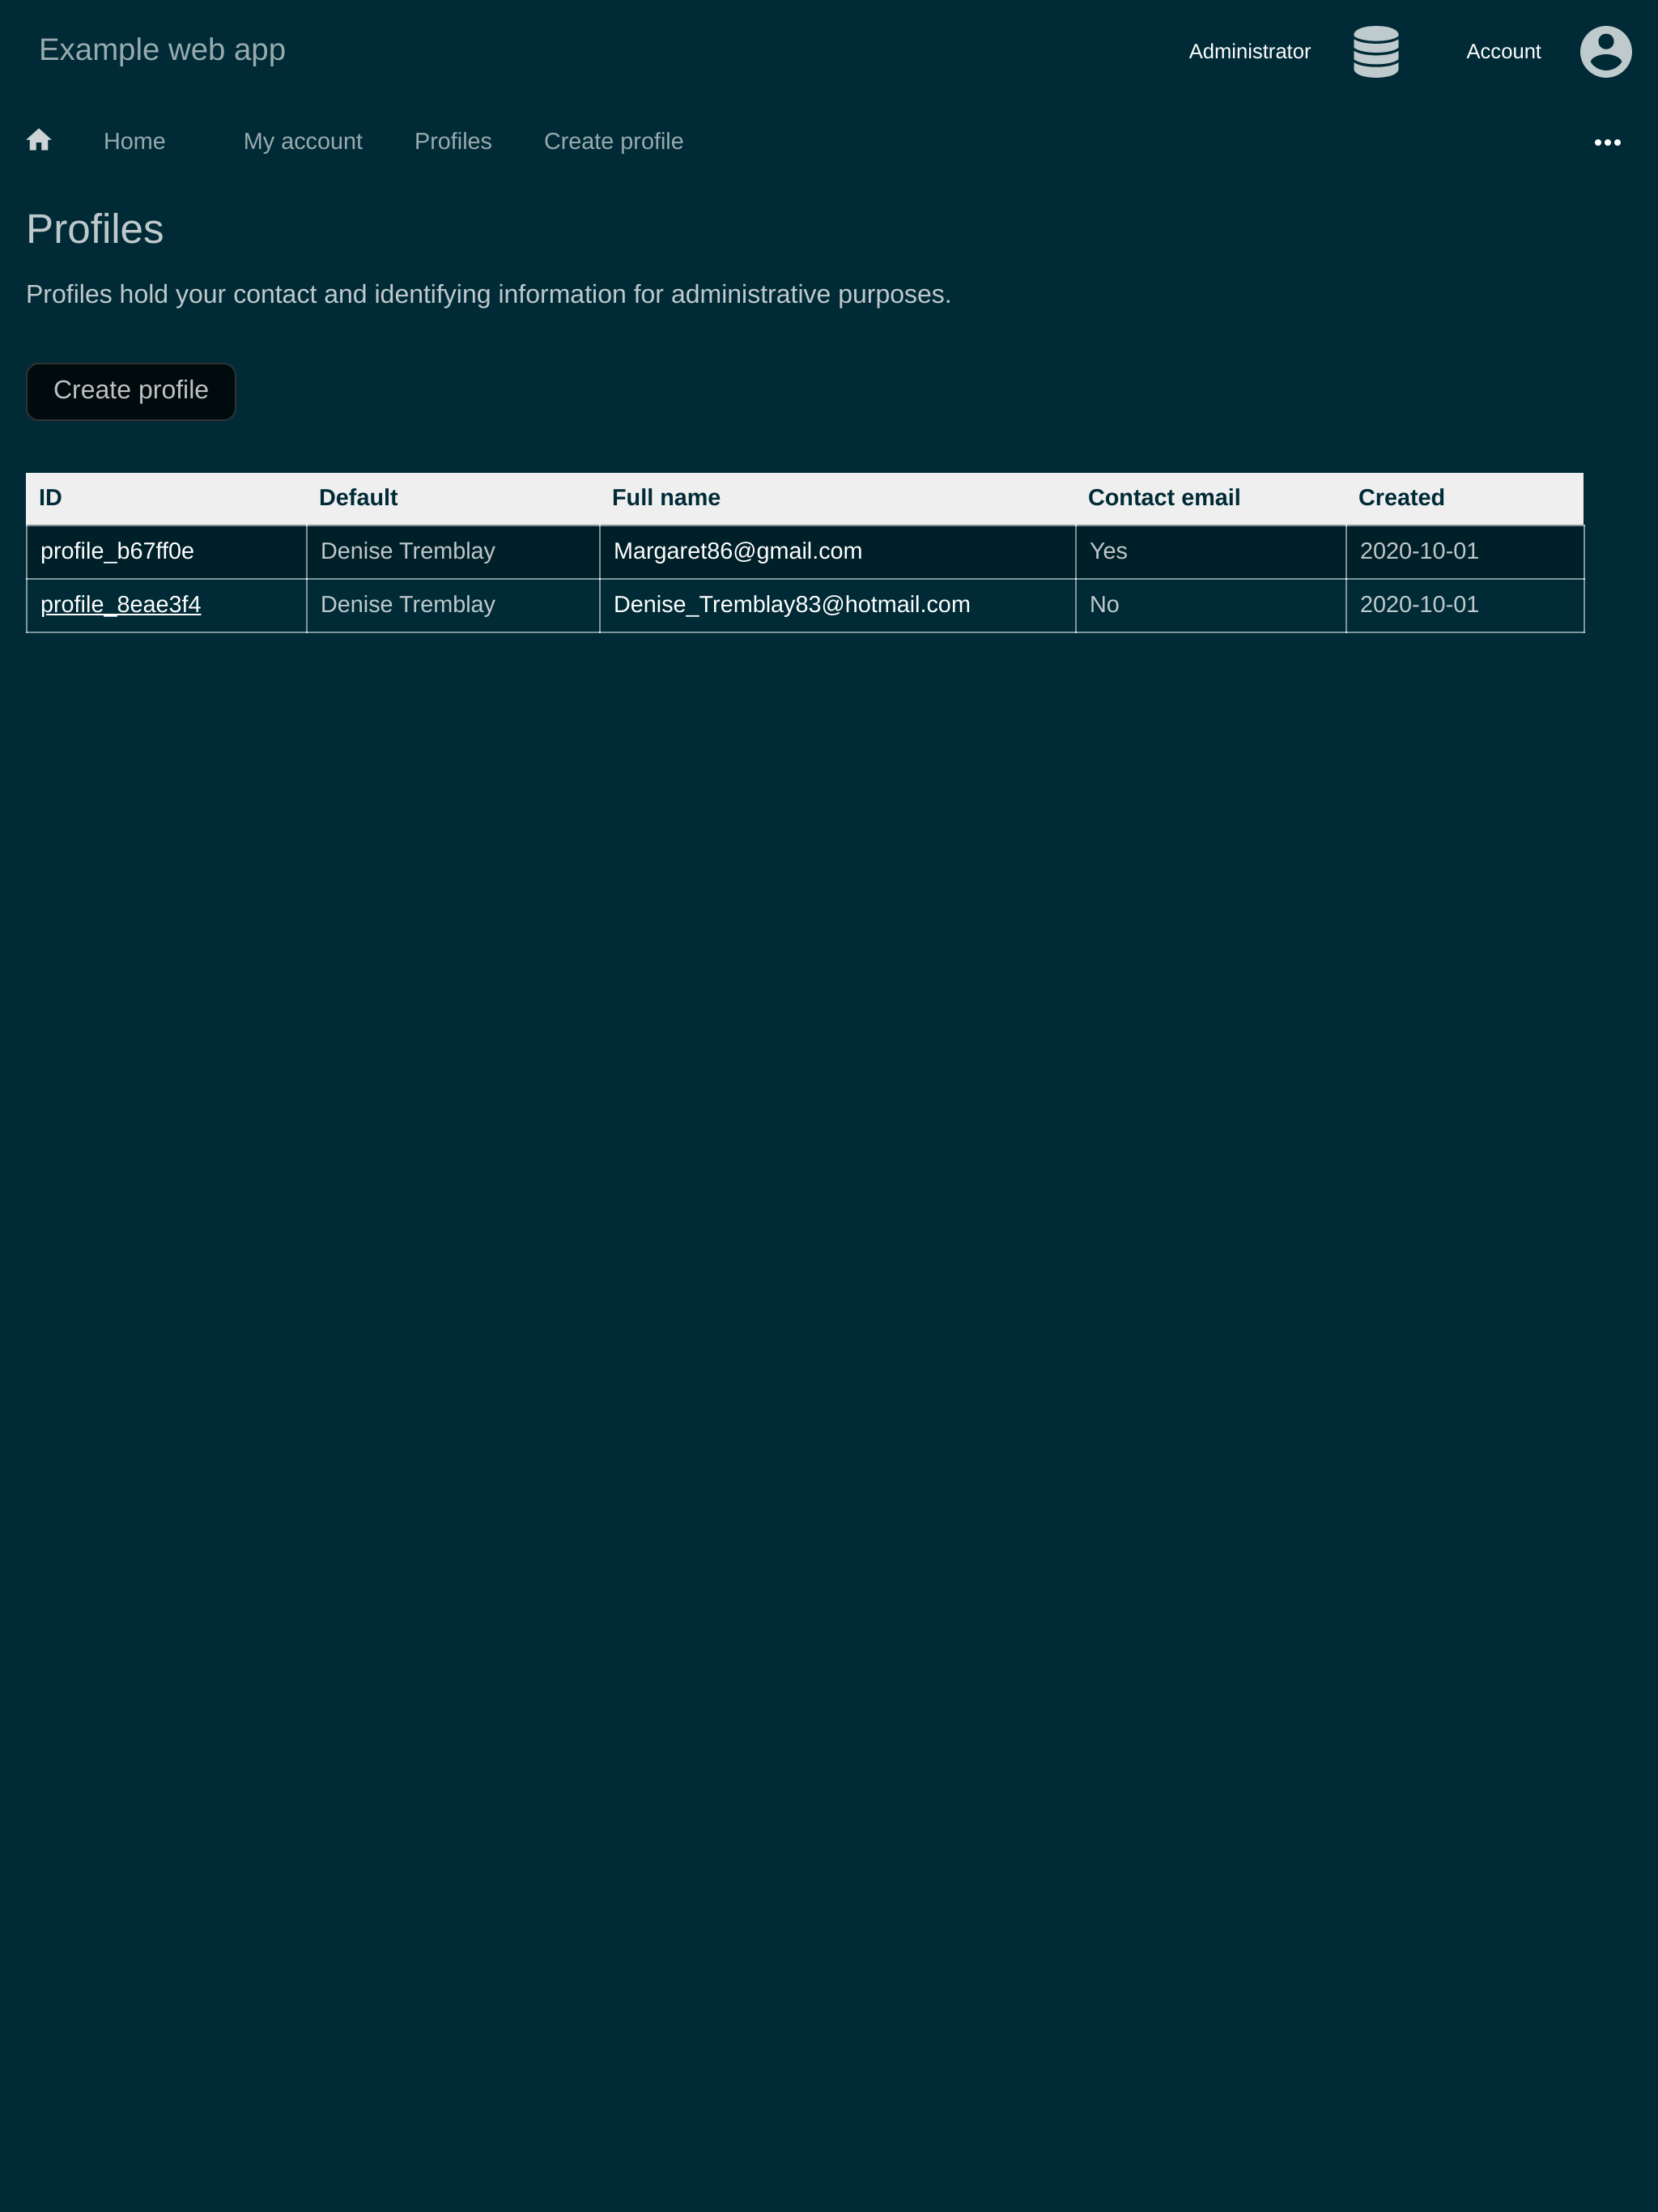 Example web app Administrator Account
Home My account Profiles Create profile
Profiles
Profiles hold your contact and identifying information for administrative purposes.
Create profile
ID Default Full name Contact email Created
profile_b67ff0e Denise Tremblay Margaret86@gmail.com Yes 2020-10-01
profile_8eae3f4 Denise Tremblay Denise_Tremblay83@hotmail.com No 2020-10-01